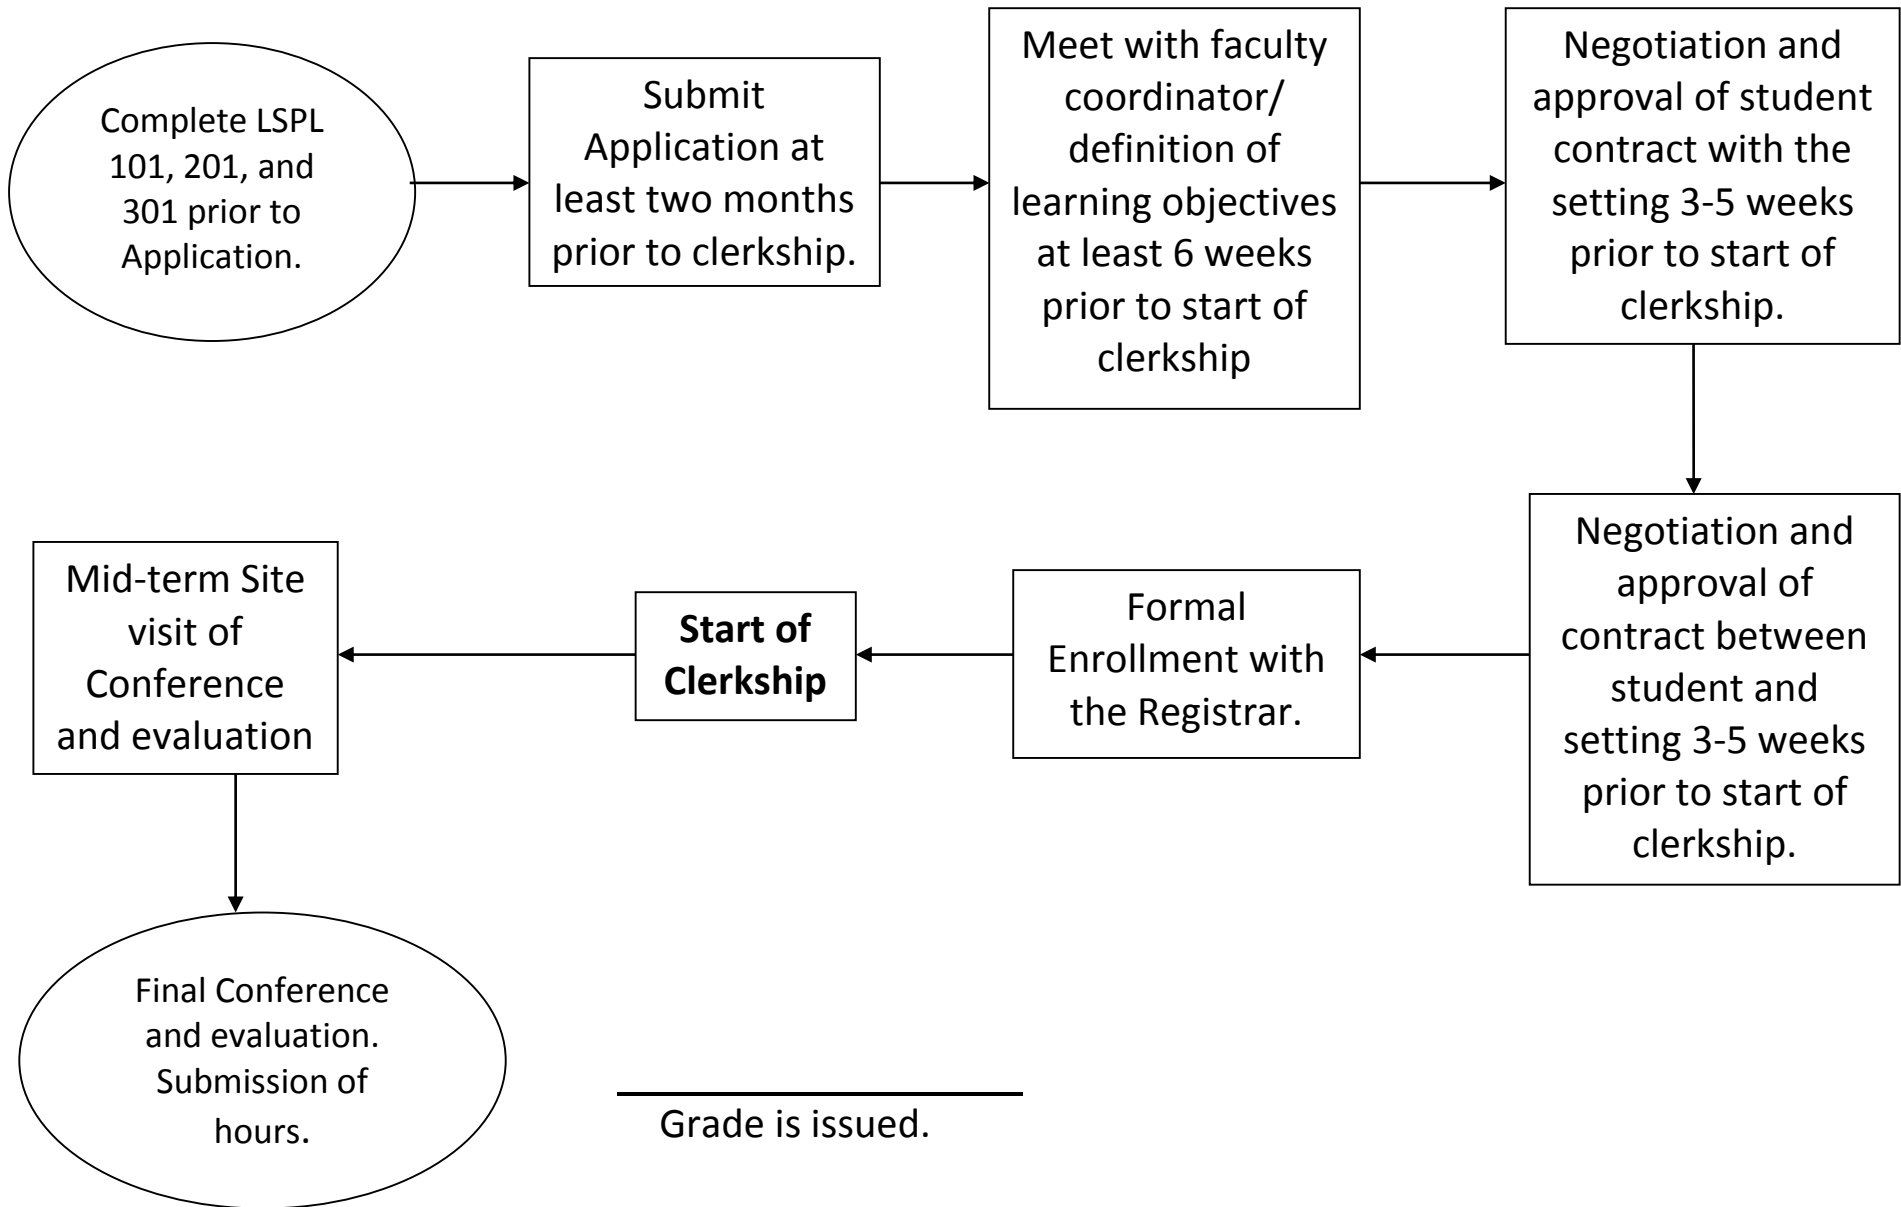 Complete LSPL
101, 201, and
301 prior to
Application.
Submit
Application at
least two months
prior to clerkship.
Meet with faculty
coordinator/
definition of
learning objectives
at least 6 weeks
prior to start of
clerkship
Negotiation and
approval of student
contract with the
setting 3-5 weeks
prior to start of
clerkship.
Negotiation and
approval of
contract between
student and
setting 3-5 weeks
prior to start of
clerkship.
Formal
Enrollment with
the Registrar.
Start of
Clerkship
Mid-term Site
visit of
Conference
and evaluation
Final Conference
and evaluation.
Submission of
hours.
Grade is issued.